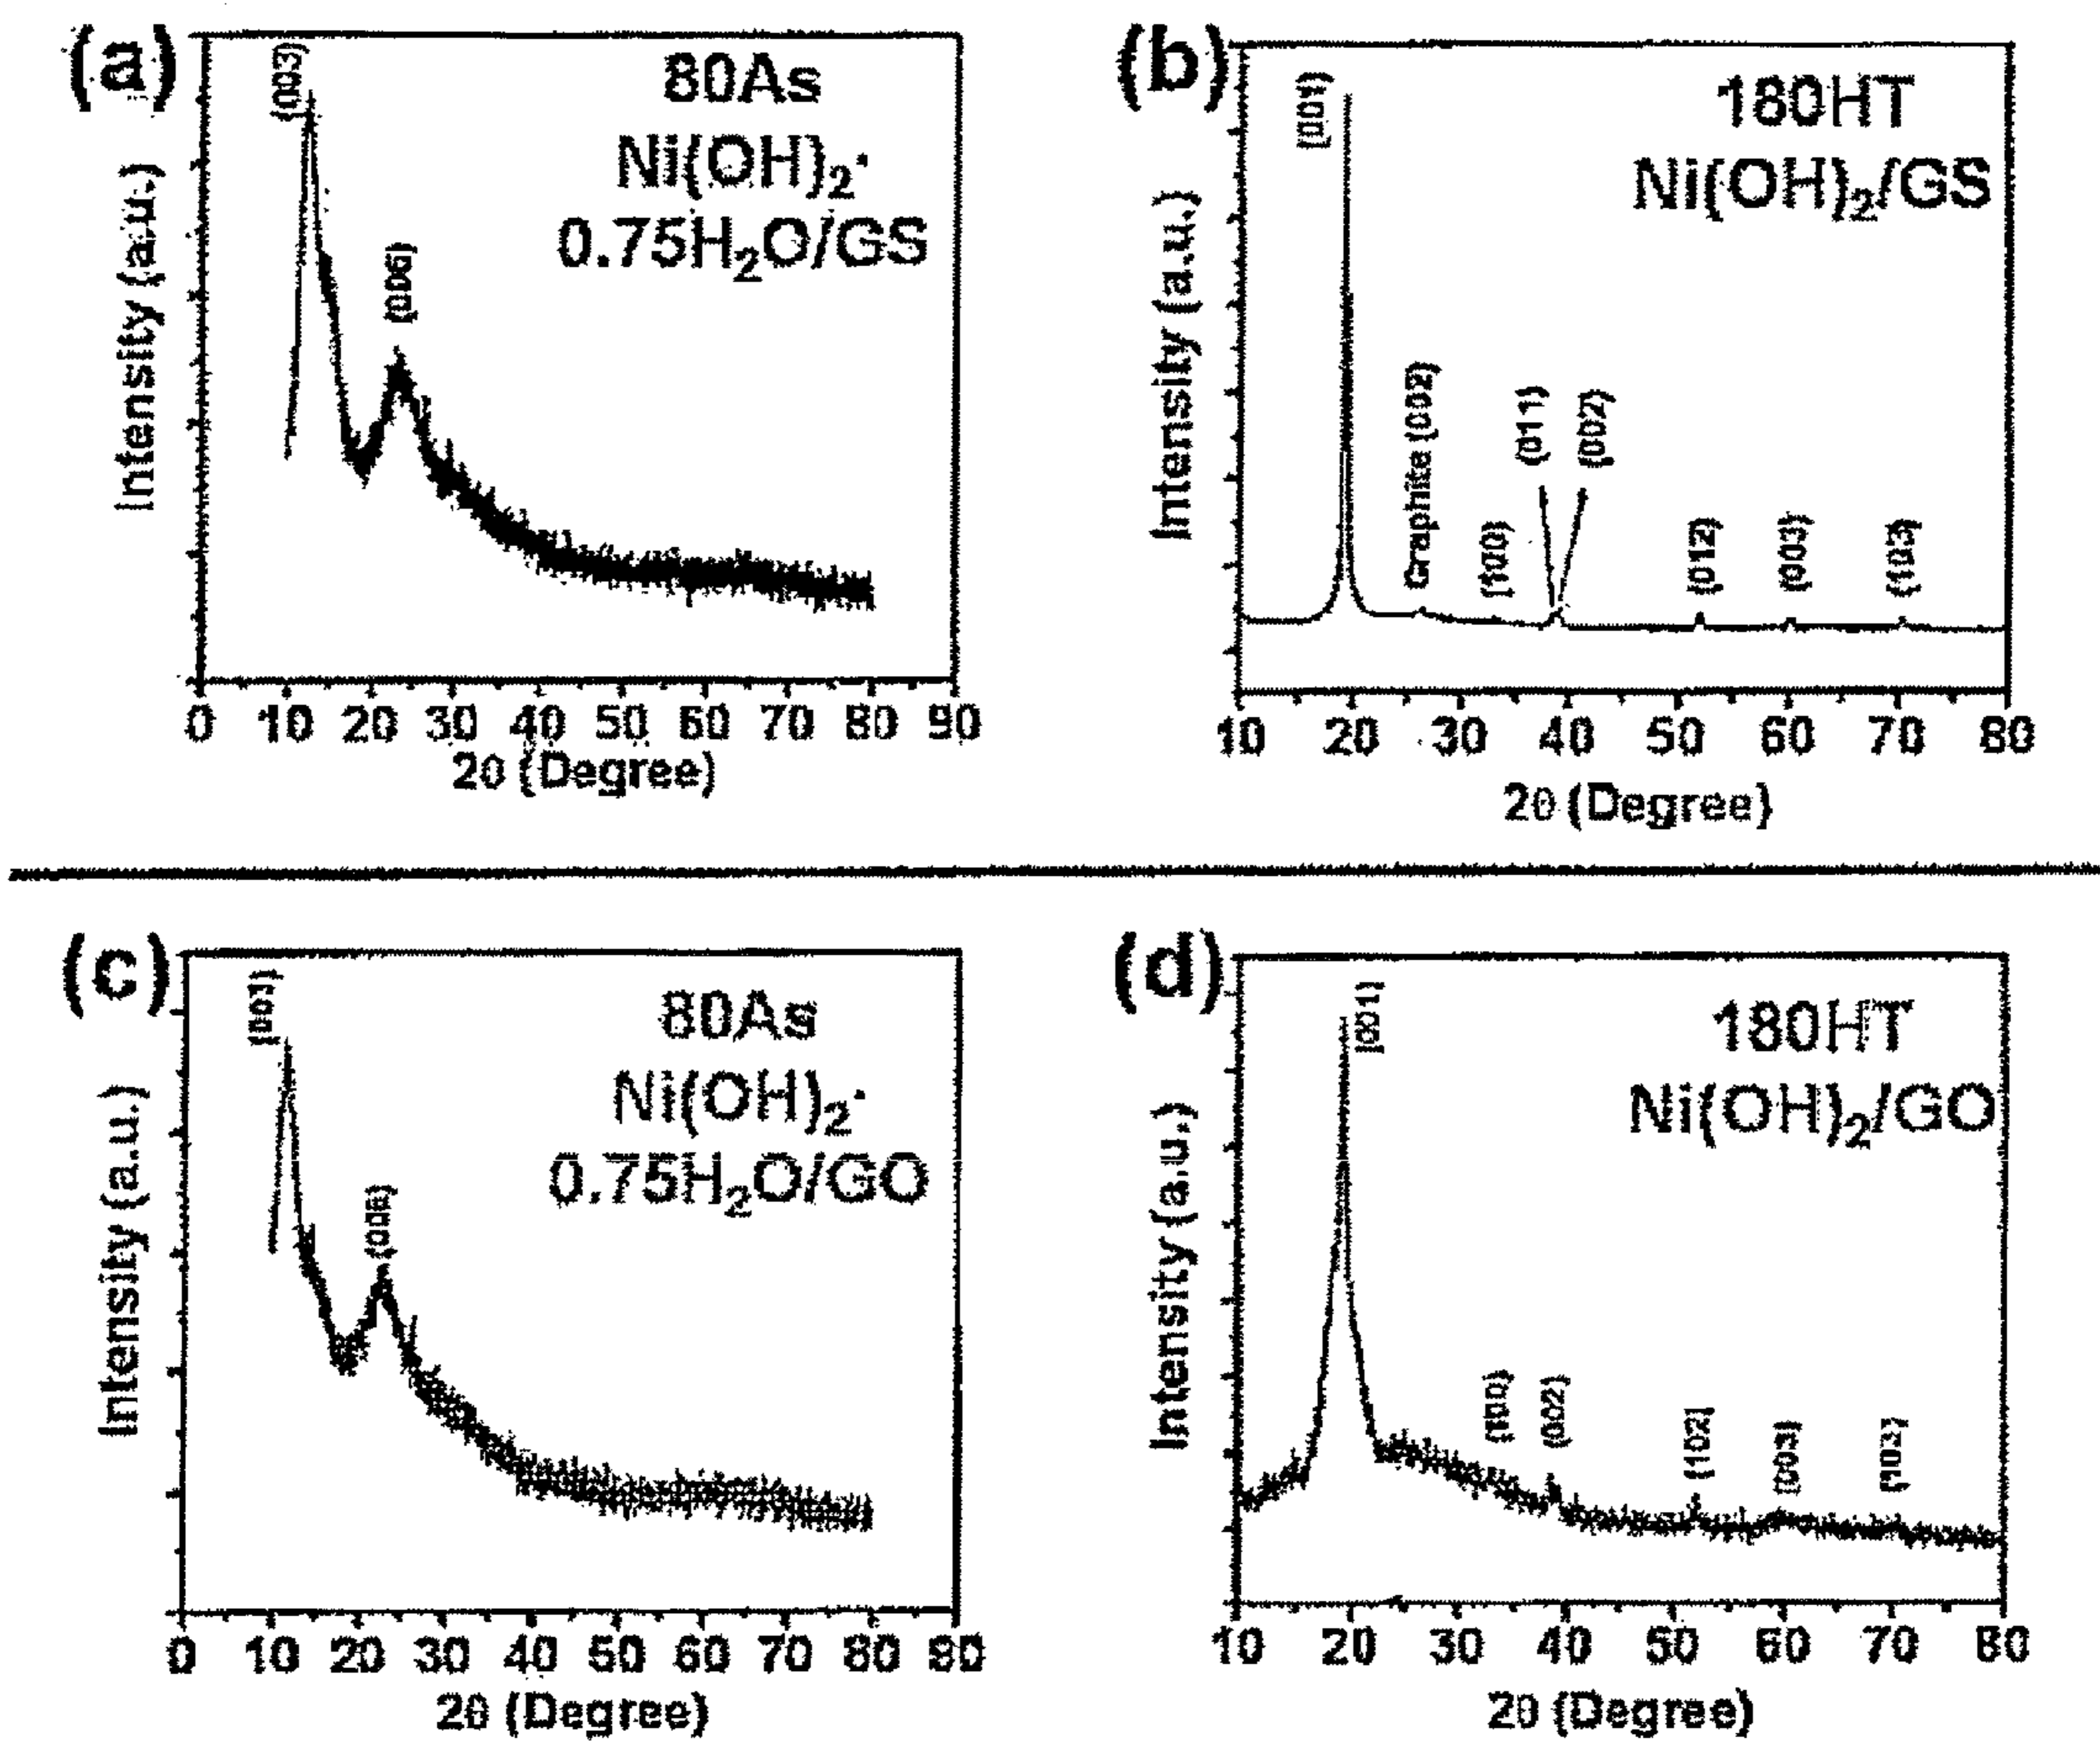 (a)
(003)
80As
Ni(OH)₂·
0.75H₂O/GS
(006)
Intensity (a.u.)
0 10 20 30 40 50 60 70 80 90
2θ (Degree)
(b)
(001)
180HT
Ni(OH)₂/GS
Graphite (002)
(100)
(011)
(002)
(012)
(003)
(103)
Intensity (a.u.)
10 20 30 40 50 60 70 80
2θ (Degree)
(c)
(003)
80As
Ni(OH)₂·
0.75H₂O/GO
(006)
Intensity (a.u.)
0 10 20 30 40 50 60 70 80 90
2θ (Degree)
(d)
(001)
180HT
Ni(OH)₂/GO
(100)
(002)
(102)
(003)
Intensity (a.u.)
10 20 30 40 50 60 70 80
2θ (Degree)